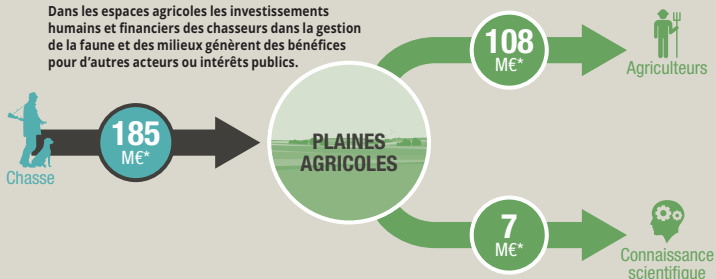 Dans les espaces agricoles les investissements
humains et financiers des chasseurs dans la gestion
de la faune et des milieux génèrent des bénéfices
pour d'autres acteurs ou intérêts publics.
108
M€*
Agriculteurs
185
M€*
Chasse
PLAINES
AGRICOLES
7
M€*
Connaissance
scientifique